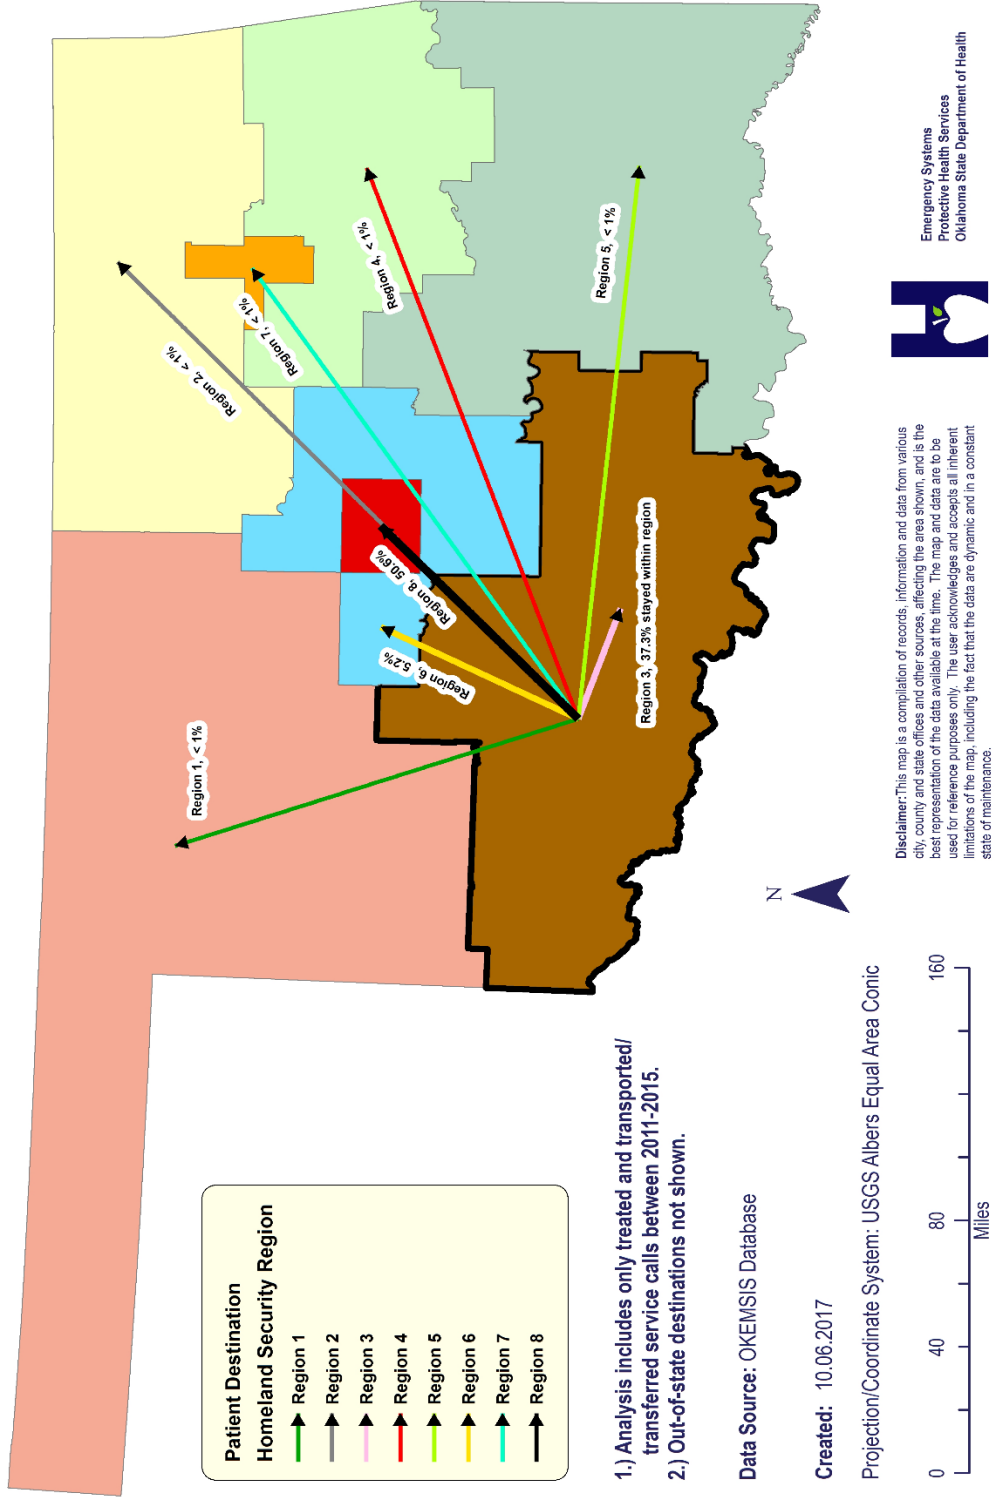 Region 1, < 1%
Region 2, < 1%
Region 7, < 1%
Region 4, < 1%
Region 5, < 1%
Region 6, 5.2%
Region 8, 50.6%
Region 3, 37.3% stayed within region
Patient Destination
Homeland Security Region
Region 1
Region 2
Region 3
Region 4
Region 5
Region 6
Region 7
Region 8
1.) Analysis includes only treated and transported/
transferred service calls between 2011-2015.
2.) Out-of-state destinations not shown.
Data Source: OKEMSIS Database
Created: 10.06.2017
Projection/Coordinate System: USGS Albers Equal Area Conic
0 40 80 160
Miles
N
Disclaimer:This map is a compilation of records, information and data from various
city, county and state offices and other sources, affecting the area shown, and is the
best representation of the data available at the time. The map and data are to be
used for reference purposes only. The user acknowledges and accepts all inherent
limitations of the map, including the fact that the data are dynamic and in a constant
state of maintenance.
Emergency Systems
Protective Health Services
Oklahoma State Department of Health